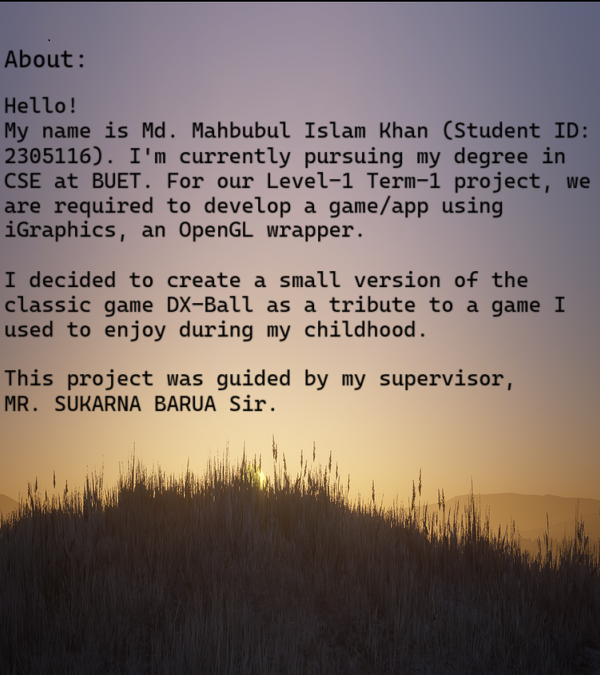 About:
Hello!
My name is Md. Mahbubul Islam Khan (Student ID:
2305116). I'm currently pursuing my degree in
CSE at BUET. For our Level-1 Term-1 project, we
are required to develop a game/app using
iGraphics, an OpenGL wrapper.
I decided to create a small version of the
classic game DX-Ball as a tribute to a game I
used to enjoy during my childhood.
This project was guided by my supervisor,
MR. SUKARNA BARUA Sir.